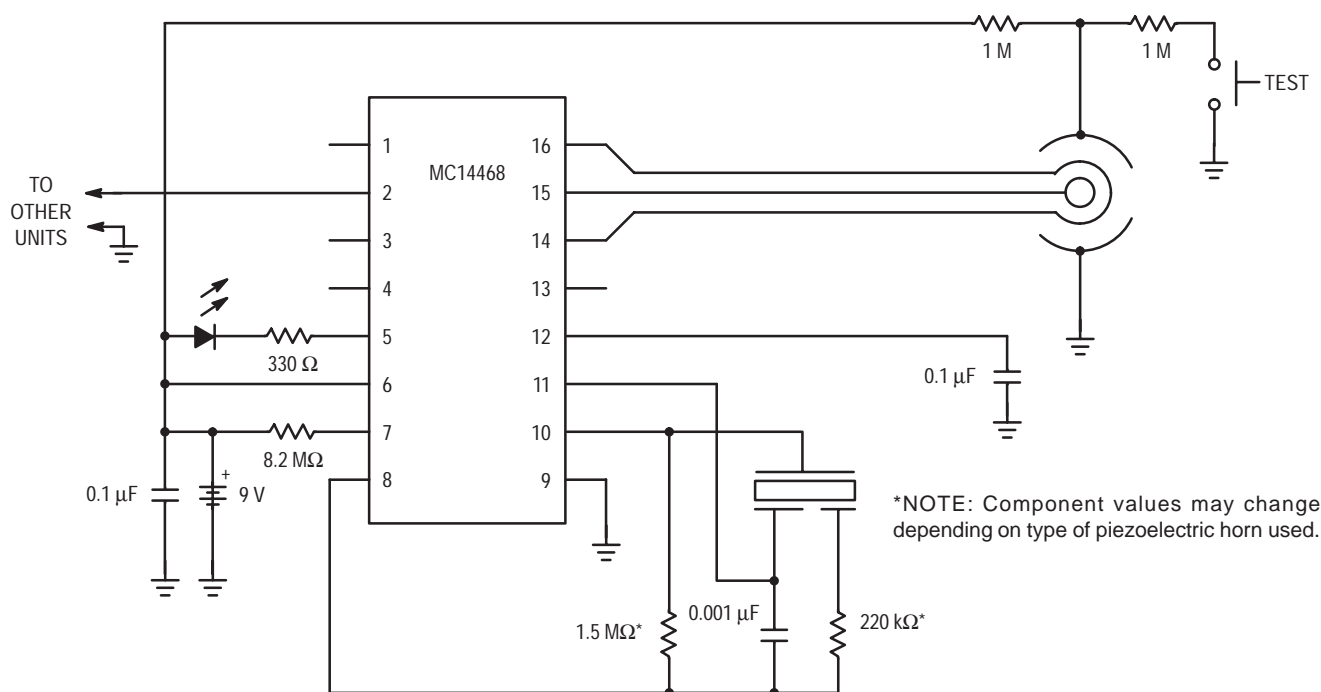 1 M
1 M
TEST
MC14468
1
2
3
4
5
6
7
8
16
15
14
13
12
11
10
9
TO
OTHER
UNITS
330 Ω
8.2 MΩ
0.1 μF
+
9 V
0.1 μF
1.5 MΩ*
0.001 μF
220 kΩ*
*NOTE: Component values may change
depending on type of piezoelectric horn used.